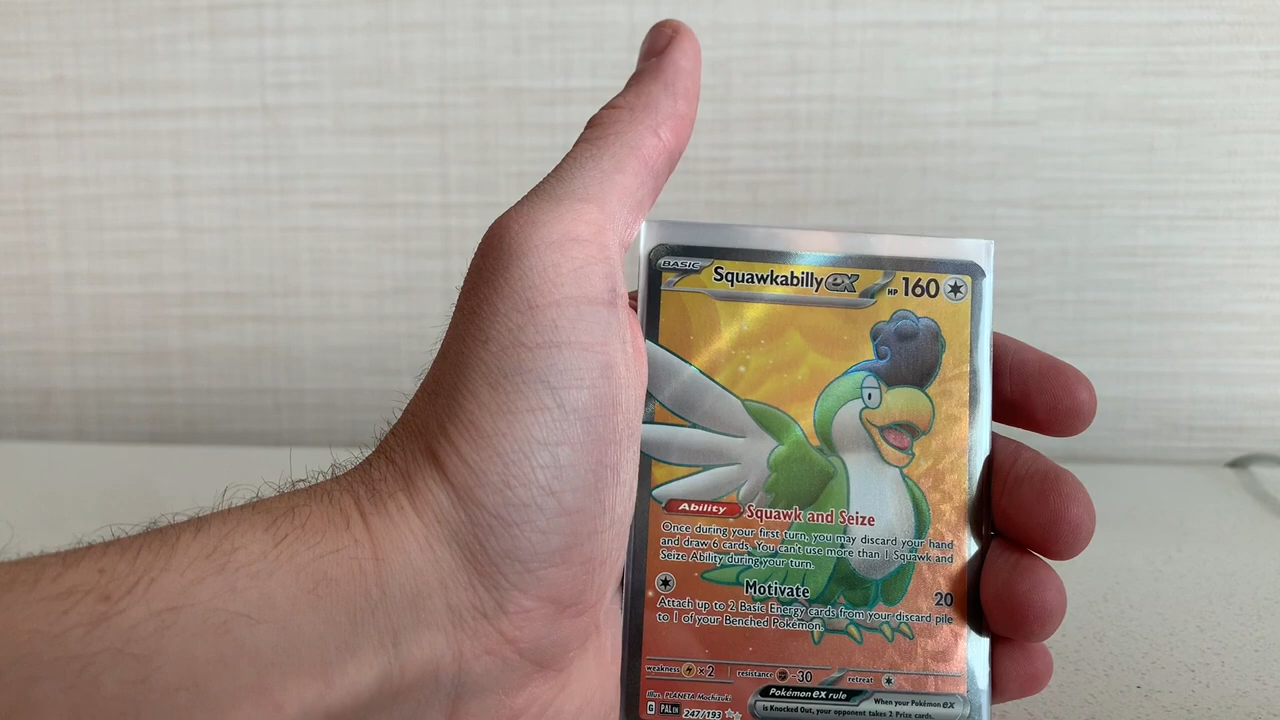 BASIC Squawkabilly ex HP 160
Ability Squawk and Seize
Once during your first turn, you may discard your hand
and draw 6 cards. You can't use more than 1 Squawk and
Seize Ability during your turn.
Motivate 20
Attach up to 2 Basic Energy cards from your discard pile
to 1 of your Benched Pokémon.
weakness ×2 resistance -30 retreat
Illus. PLANETA Mochizuki
Pokémon ex rule When your Pokémon ex
G PAL EN 247/193 is Knocked Out, your opponent takes 2 Prize cards.